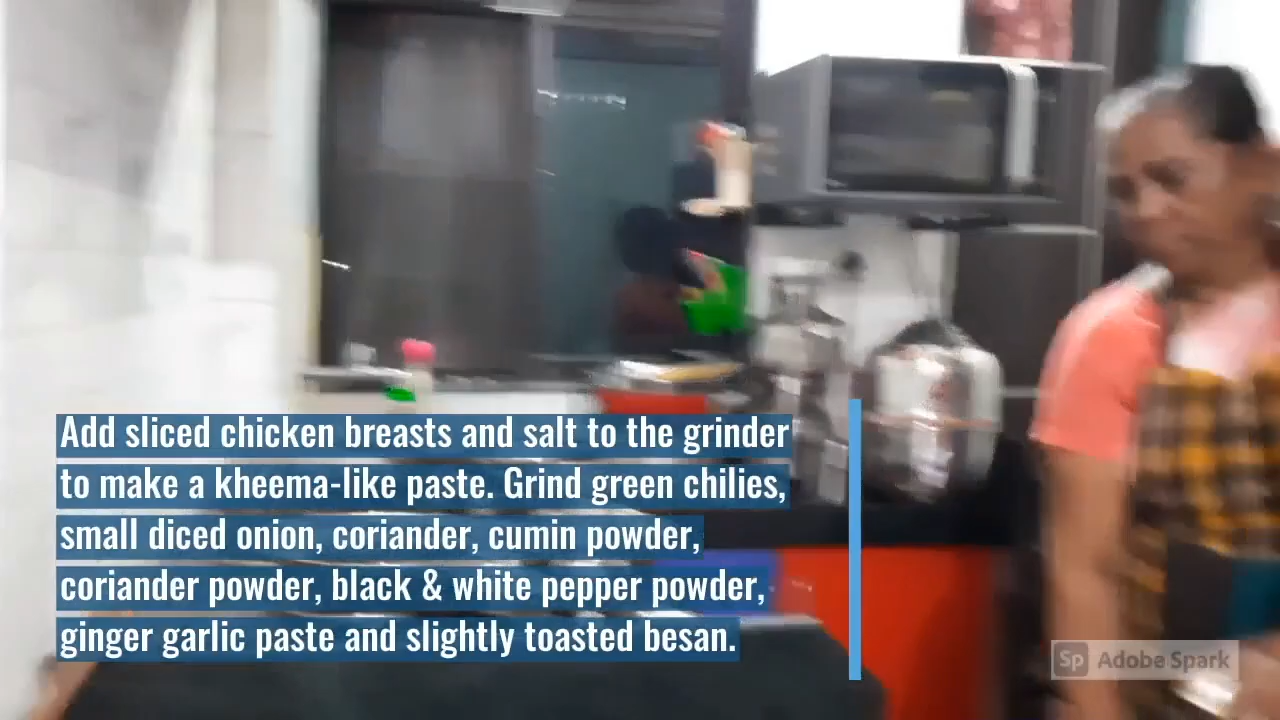 Add sliced chicken breasts and salt to the grinder
to make a kheema-like paste. Grind green chilies,
small diced onion, coriander, cumin powder,
coriander powder, black & white pepper powder,
ginger garlic paste and slightly toasted besan.
Sp Adobe Spark